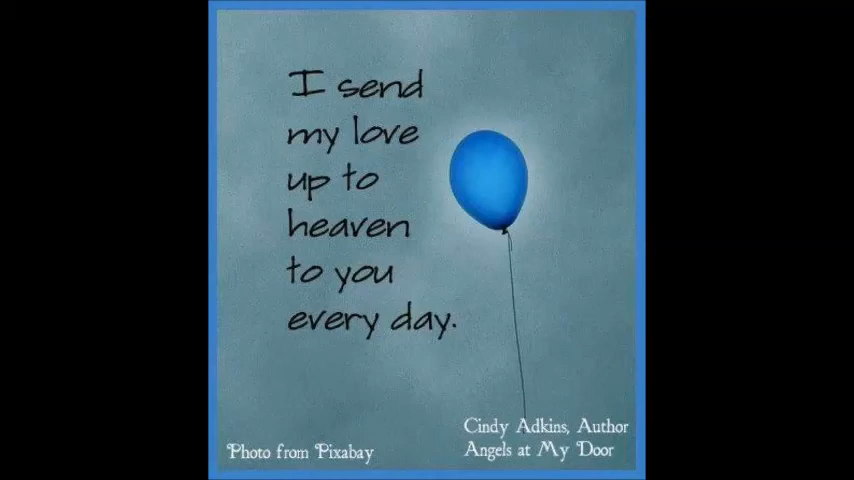 I send
my love
up to
heaven
to you
every day.
Cindy Adkins, Author
Angels at My Door
Photo from Pixabay